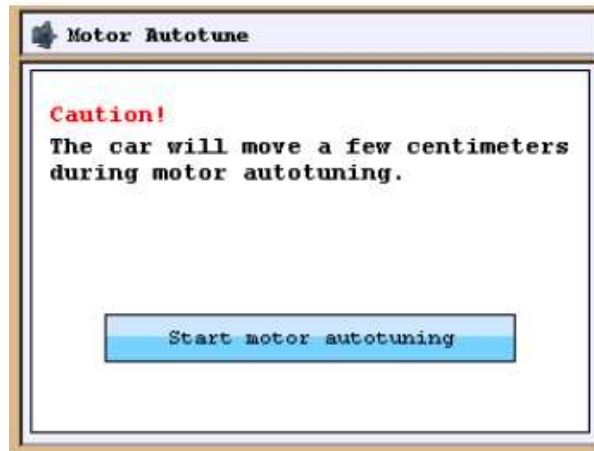 Motor Autotune
Caution!
The car will move a few centimeters
during motor autotuning.
Start motor autotuning